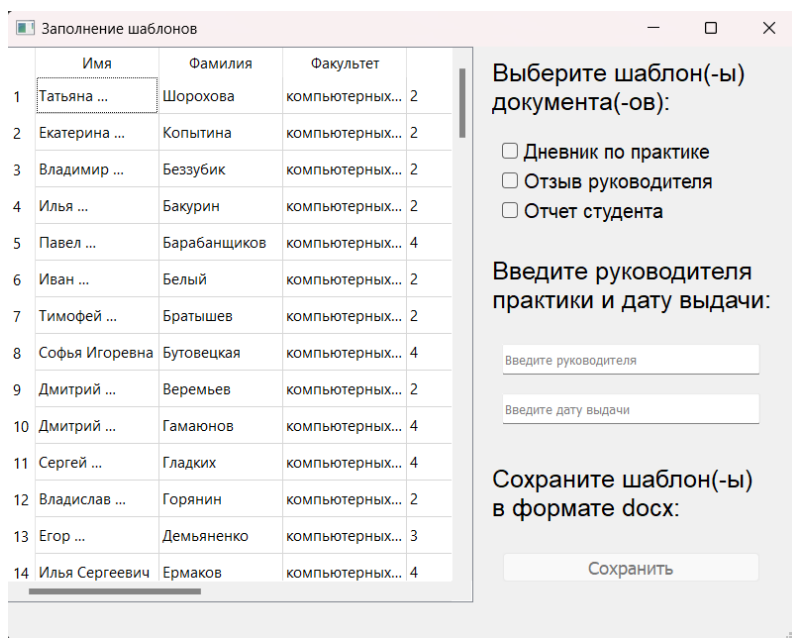 Заполнение шаблонов
Имя Фамилия Факультет
1 Татьяна ... Шорохова компьютерных... 2
2 Екатерина ... Копытина компьютерных... 2
3 Владимир ... Беззубик компьютерных... 2
4 Илья ... Бакурин компьютерных... 2
5 Павел ... Барабанщиков компьютерных... 4
6 Иван ... Белый компьютерных... 2
7 Тимофей ... Братышев компьютерных... 2
8 Софья Игоревна Бутовецкая компьютерных... 4
9 Дмитрий ... Веремьев компьютерных... 2
10 Дмитрий ... Гамаюнов компьютерных... 4
11 Сергей ... Гладких компьютерных... 4
12 Владислав ... Горянин компьютерных... 2
13 Егор ... Демьяненко компьютерных... 3
14 Илья Сергеевич Ермаков компьютерных... 4
Выберите шаблон(-ы)
документа(-ов):
Дневник по практике
Отзыв руководителя
Отчет студента
Введите руководителя
практики и дату выдачи:
Введите руководителя
Введите дату выдачи
Сохраните шаблон(-ы)
в формате docx:
Сохранить